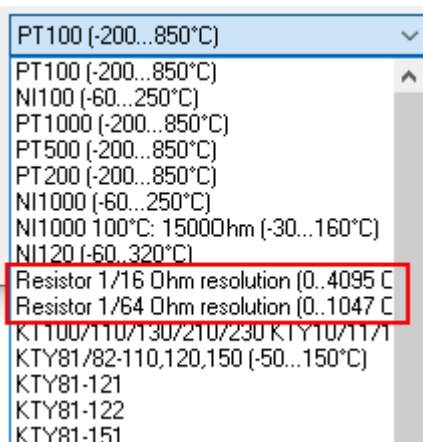 PT100 (-200...850°C)
PT100 (-200...850°C)
NI100 (-60...250°C)
PT1000 (-200...850°C)
PT500 (-200...850°C)
PT200 (-200...850°C)
NI1000 (-60...250°C)
NI1000 100°C: 1500Ohm (-30...160°C)
NI120 (-60..320°C)
Resistor 1/16 Ohm resolution (0..4095 C
Resistor 1/64 Ohm resolution (0..1047 C
KT100/110/130/210/230 KTY10/11/1
KTY81/82-110,120,150 (-50...150°C)
KTY81-121
KTY81-122
KTY81-151